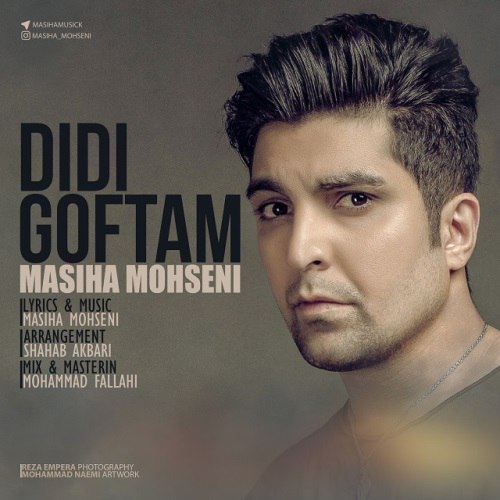 MASIHAMUSICK
MASIHA_MOHSENI
DIDI
GOFTAM
MASIHA MOHSENI
LYRICS & MUSIC
MASIHA MOHSENI
ARRANGEMENT
SHAHAB AKBARI
MIX & MASTERIN
MOHAMMAD FALLAHI
REZA EMPERA PHOTOGRAPHY
MOHAMMAD NAEMI ARTWORK